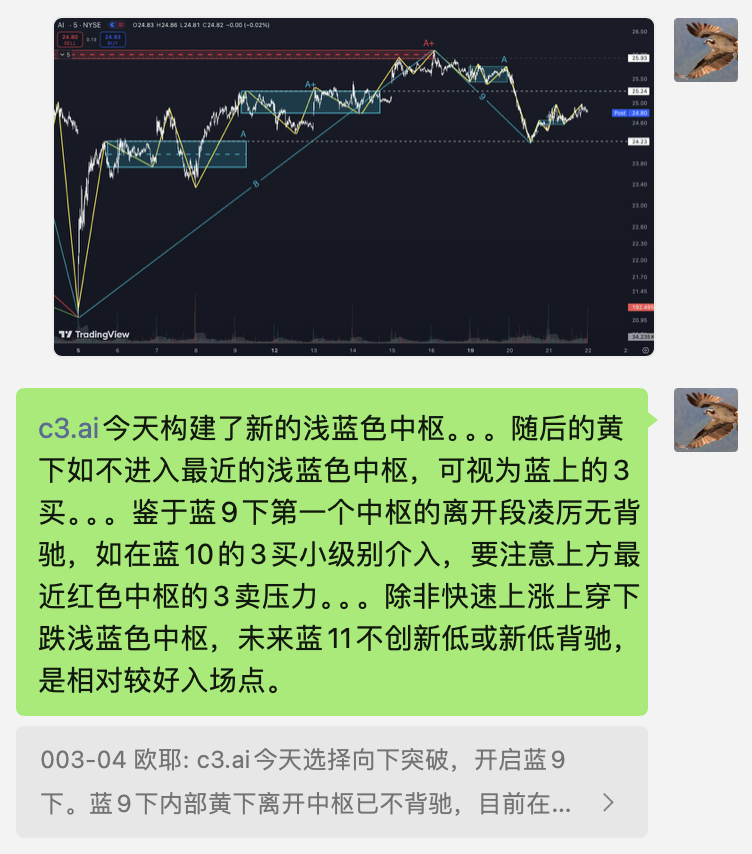 AI · 5 · NYSE O24.83 H24.86 L24.81 C24.82 −0.00 (−0.02%)
24.80 SELL 0.13 24.93 BUY
5
A+
A
A+
A
8
9
26.50
25.93
25.50
25.24
25.00
Post 24.80
24.60
24.23
23.80
23.40
23.00
22.60
22.30
22.00
21.70
21.45
192.495
20.95
34.235K
TradingView
5 6 7 8 9 12 13 14 15 16 19 20 21 22 2
c3.ai今天构建了新的浅蓝色中枢。。。随后的黄
下如不进入最近的浅蓝色中枢，可视为蓝上的3
买。。。鉴于蓝9下第一个中枢的离开段凌厉无背
驰，如在蓝10的3买小级别介入，要注意上方最
近红色中枢的3卖压力。。。除非快速上涨上穿下
跌浅蓝色中枢，未来蓝11不创新低或新低背驰，
是相对较好入场点。
003-04 欧耶: c3.ai今天选择向下突破，开启蓝9
下。蓝9下内部黄下离开中枢已不背驰，目前在...